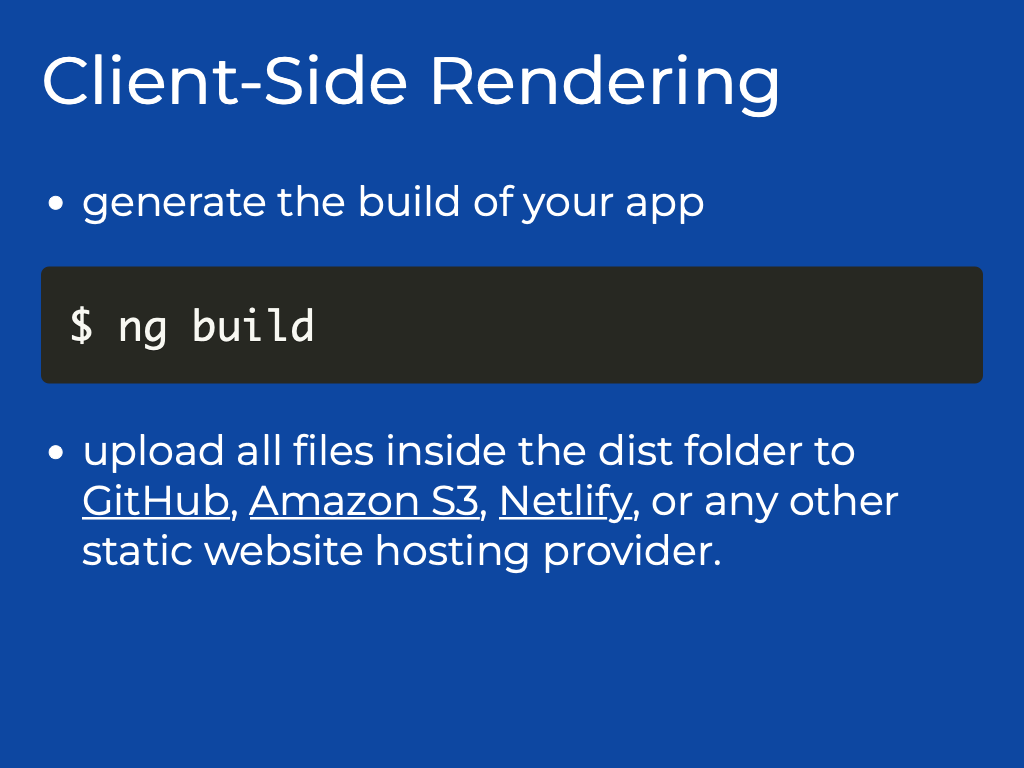 Client-Side Rendering
• generate the build of your app
$ ng build
• upload all files inside the dist folder to
GitHub, Amazon S3, Netlify, or any other
static website hosting provider.